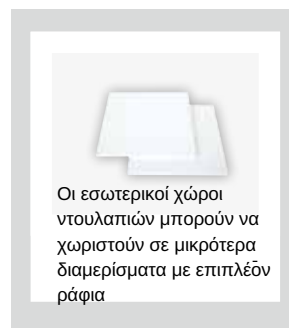 Οι εσωτερικοί χώροι
ντουλαπιών μπορούν να
χωριστούν σε μικρότερα
διαμερίσματα με επιπλέον
ράφια